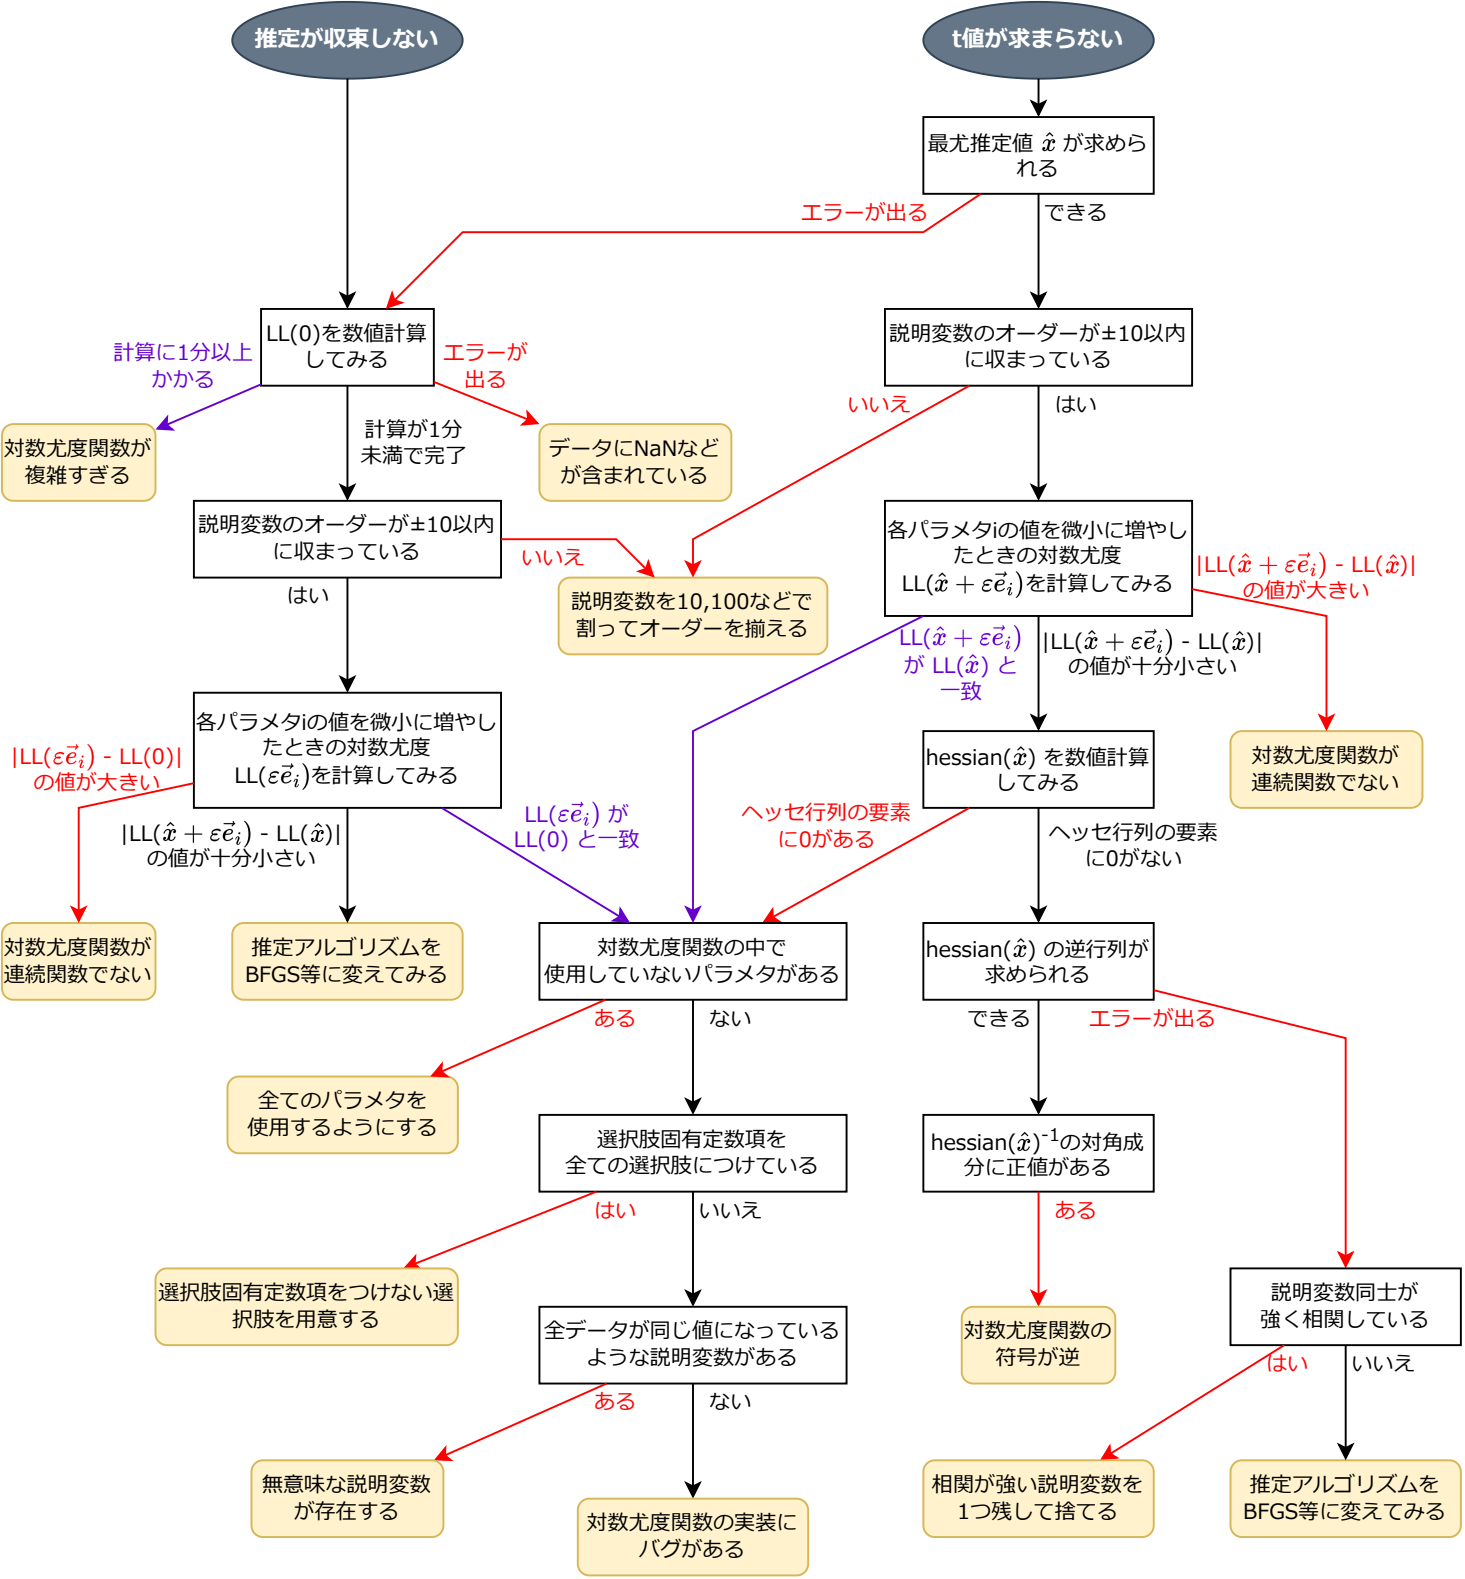 推定が収束しない
t値が求まらない
最尤推定値 x̂ が求めら
れる
エラーが出る
できる
LL(0)を数値計算
してみる
説明変数のオーダーが±10以内
に収まっている
計算に1分以上
かかる
エラーが
出る
いいえ
はい
対数尤度関数が
複雑すぎる
計算が1分
未満で完了
データにNaNなど
が含まれている
説明変数のオーダーが±10以内
に収まっている
いいえ
はい
各パラメタiの値を微小に増やし
たときの対数尤度
LL(x̂ + εe⃗ᵢ)を計算してみる
|LL(x̂ + εe⃗ᵢ) - LL(x̂)|
の値が大きい
説明変数を10,100などで
割ってオーダーを揃える
LL(x̂ + εe⃗ᵢ)
が LL(x̂) と
一致
|LL(x̂ + εe⃗ᵢ) - LL(x̂)|
の値が十分小さい
各パラメタiの値を微小に増やし
たときの対数尤度
LL(εe⃗ᵢ)を計算してみる
|LL(εe⃗ᵢ) - LL(0)|
の値が大きい
hessian(x̂) を数値計算
してみる
対数尤度関数が
連続関数でない
|LL(x̂ + εe⃗ᵢ) - LL(x̂)|
の値が十分小さい
LL(εe⃗ᵢ) が
LL(0) と一致
ヘッセ行列の要素
に0がある
ヘッセ行列の要素
に0がない
対数尤度関数が
連続関数でない
推定アルゴリズムを
BFGS等に変えてみる
対数尤度関数の中で
使用していないパラメタがある
hessian(x̂) の逆行列が
求められる
ある
ない
できる
エラーが出る
全てのパラメタを
使用するようにする
選択肢固有定数項を
全ての選択肢につけている
hessian(x̂)⁻¹の対角成
分に正値がある
はい
いいえ
ある
選択肢固有定数項をつけない選
択肢を用意する
全データが同じ値になっている
ような説明変数がある
対数尤度関数の
符号が逆
説明変数同士が
強く相関している
ある
ない
はい
いいえ
無意味な説明変数
が存在する
対数尤度関数の実装に
バグがある
相関が強い説明変数を
1つ残して捨てる
推定アルゴリズムを
BFGS等に変えてみる